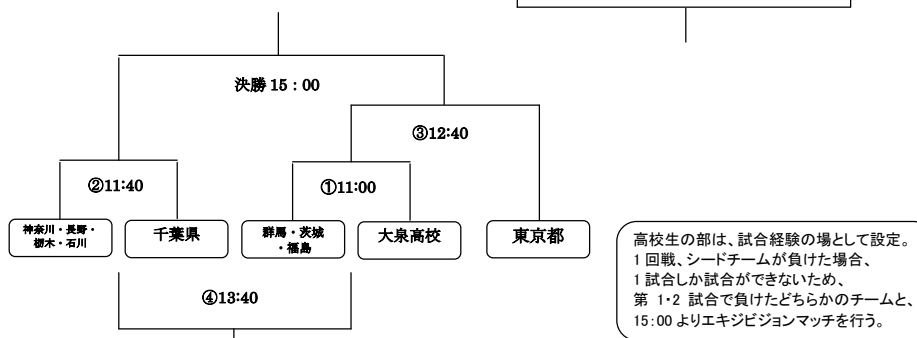 決勝 15：00
③12:40
②11:40
①11:00
神奈川・長野・
栃木・石川
千葉県
群馬・茨城
・福島
大泉高校
東京都
④13:40
高校生の部は、試合経験の場として設定。
1 回戦、シードチームが負けた場合、
1 試合しか試合ができないため、
第 1・2 試合で負けたどちらかのチームと、
15:00 よりエキジビジョンマッチを行う。